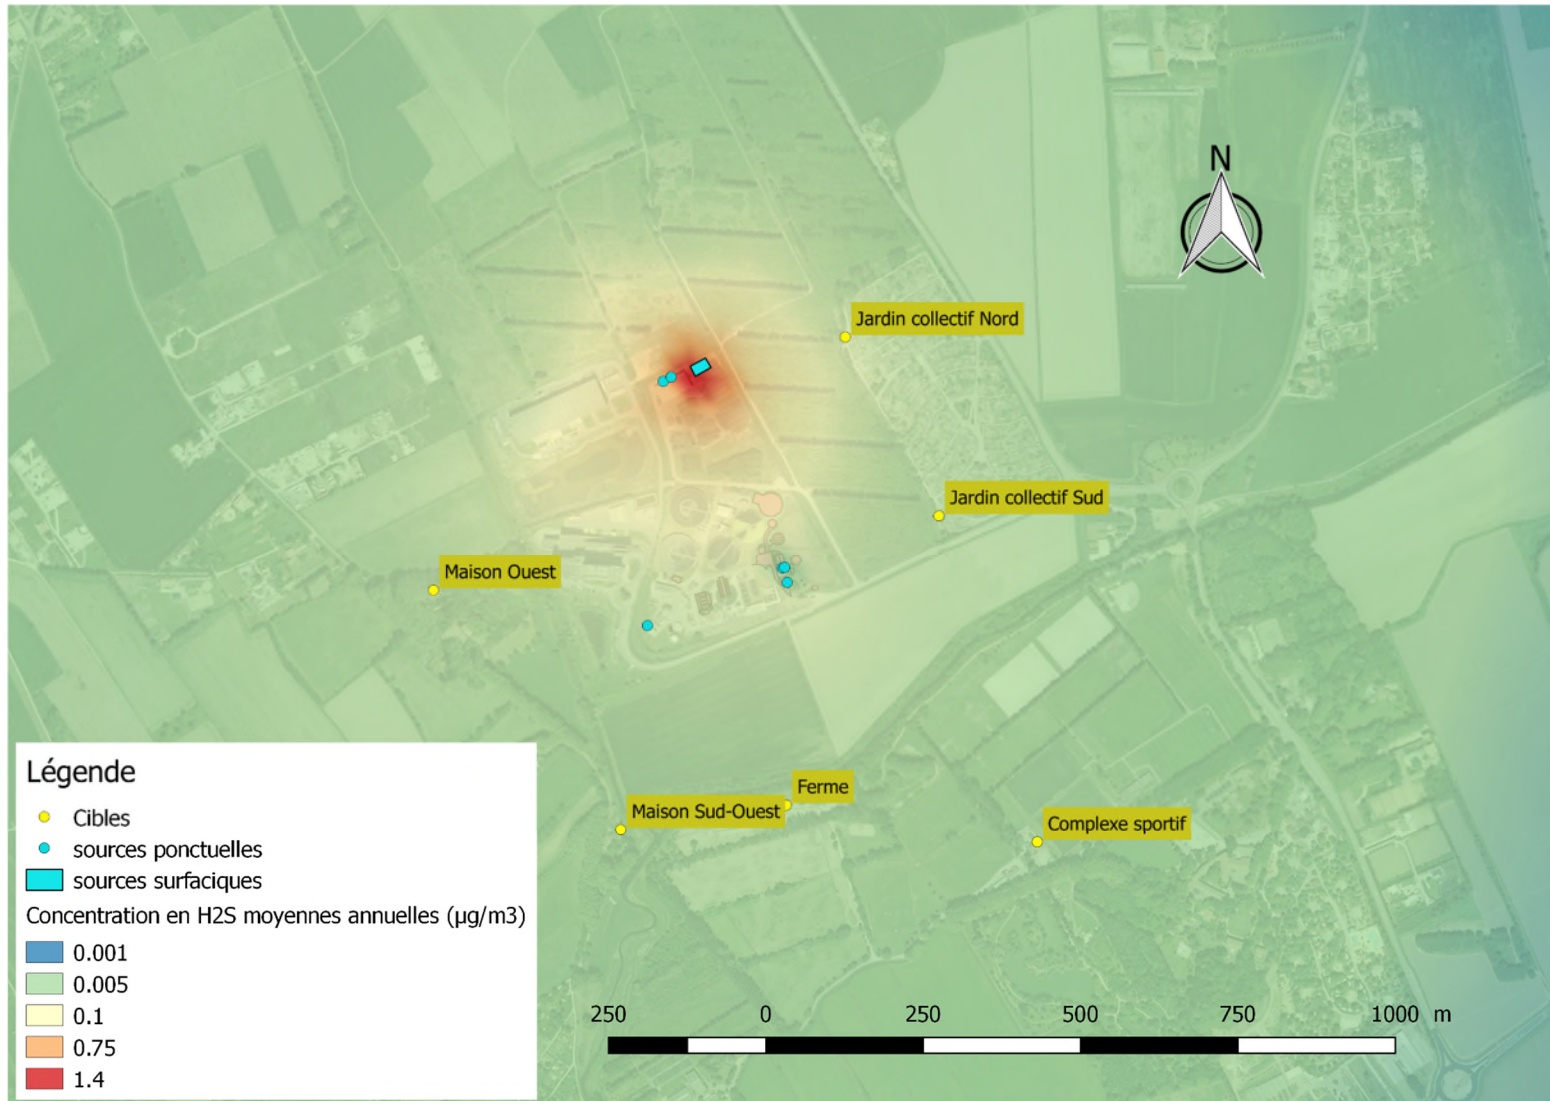 N
Jardin collectif Nord
Jardin collectif Sud
Maison Ouest
Ferme
Maison Sud-Ouest
Complexe sportif
Légende
Cibles
sources ponctuelles
sources surfaciques
Concentration en H2S moyennes annuelles (µg/m3)
0.001
0.005
0.1
0.75
1.4
250 0 250 500 750 1000 m